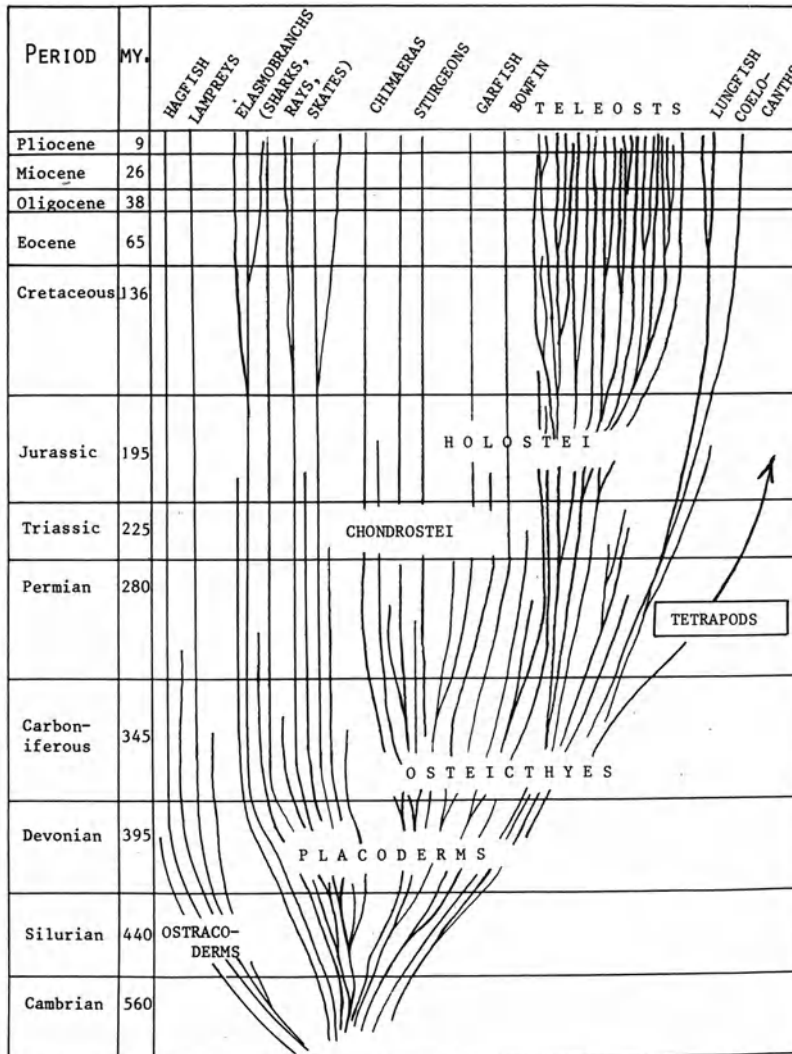 PERIOD MY.
HAGFISH
LAMPREYS
ELASMOBRANCHS
(SHARKS,
RAYS,
SKATES)
CHIMAERAS
STURGEONS
GARFISH
BOWFIN
TELEOSTS
LUNGFISH
COELO-
CANTHS
Pliocene 9
Miocene 26
Oligocene 38
Eocene 65
Cretaceous 136
HOLOSTEI
Jurassic 195
Triassic 225
CHONDROSTEI
Permian 280
TETRAPODS
Carbon-
iferous 345
OSTEICTHYES
Devonian 395
PLACODERMS
Silurian 440
OSTRACO-
DERMS
Cambrian 560